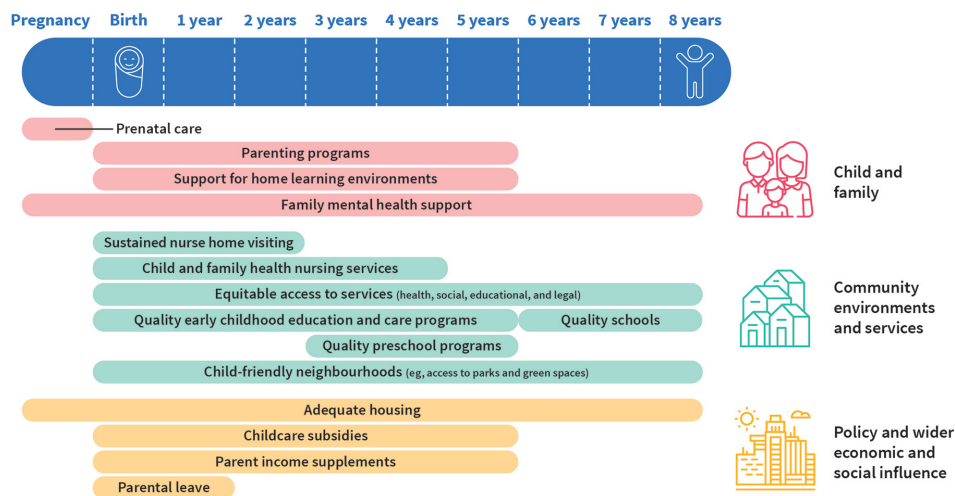 Pregnancy Birth 1 year 2 years 3 years 4 years 5 years 6 years 7 years 8 years
Prenatal care
Parenting programs
Support for home learning environments
Family mental health support
Child and
family
Sustained nurse home visiting
Child and family health nursing services
Equitable access to services (health, social, educational, and legal)
Quality early childhood education and care programs Quality schools
Quality preschool programs
Child-friendly neighbourhoods (eg, access to parks and green spaces)
Community
environments
and services
Adequate housing
Childcare subsidies
Parent income supplements
Parental leave
Policy and wider
economic and
social influence